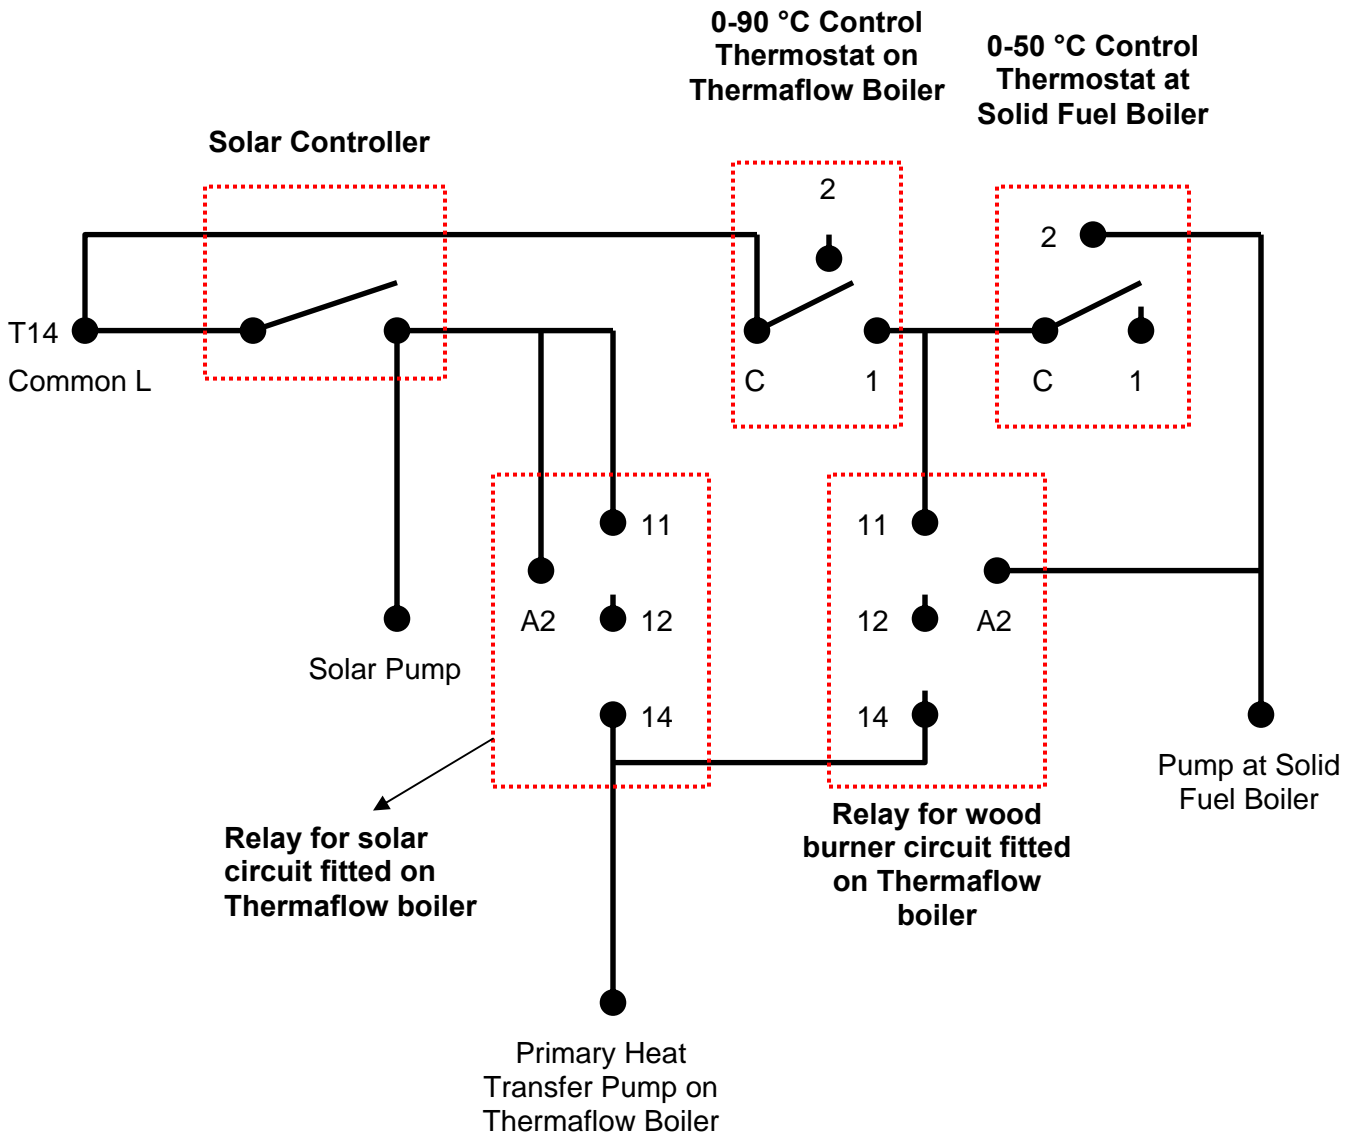 0-90 °C Control
Thermostat on
Thermaflow Boiler
0-50 °C Control
Thermostat at
Solid Fuel Boiler
Solar Controller
2
2
T14
Common L
C
1
C
1
11
11
A2
12
12
A2
Solar Pump
14
14
Pump at Solid
Fuel Boiler
Relay for solar
circuit fitted on
Thermaflow boiler
Relay for wood
burner circuit fitted
on Thermaflow
boiler
Primary Heat
Transfer Pump on
Thermaflow Boiler